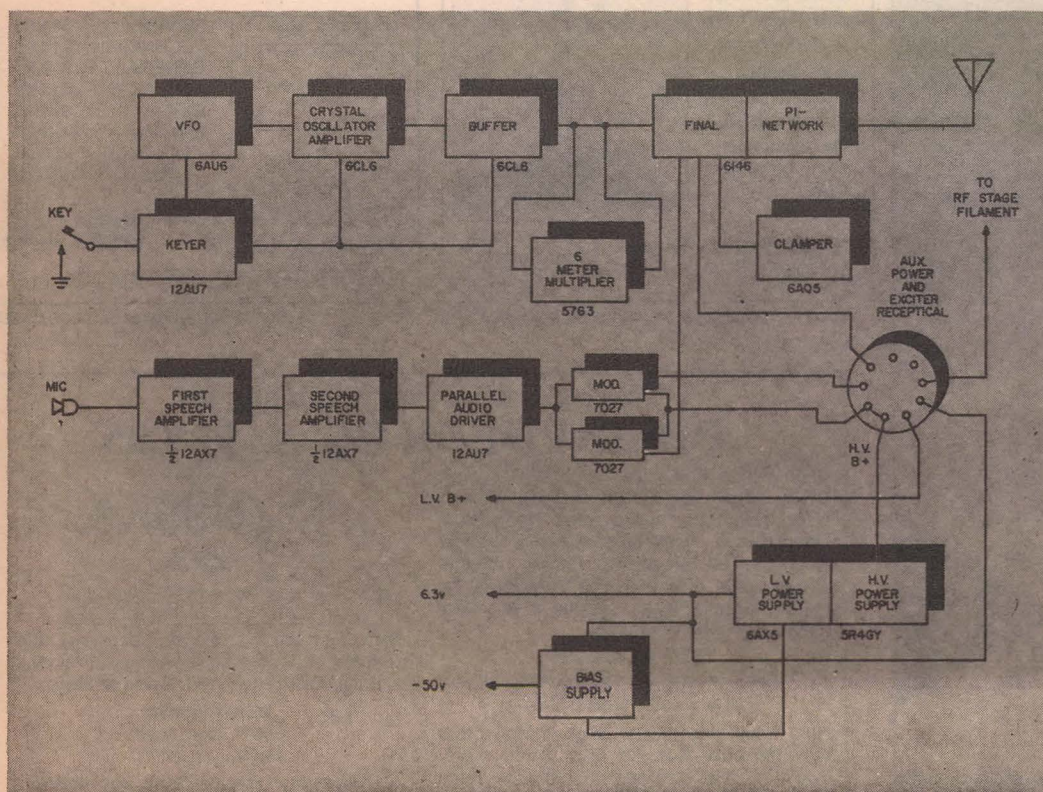 VFO
6AU6
CRYSTAL
OSCILLATOR
AMPLIFIER
6CL6
BUFFER
6CL6
FINAL
PI-
NETWORK
6146
TO
RF STAGE
FILAMENT
KEY
KEYER
12AU7
6
METER
MULTIPLIER
5763
CLAMPER
6AQ5
AUX.
POWER
AND
EXCITER
RECEPTICAL
MIC
FIRST
SPEECH
AMPLIFIER
½ 12AX7
SECOND
SPEECH
AMPLIFIER
½ 12AX7
PARALLEL
AUDIO
DRIVER
12AU7
MOD.
7027
MOD.
7027
H.V.
B+
L.V. B+
6.3v
L.V.
POWER
SUPPLY
6AX5
H.V.
POWER
SUPPLY
5R4GY
-50v
BIAS
SUPPLY